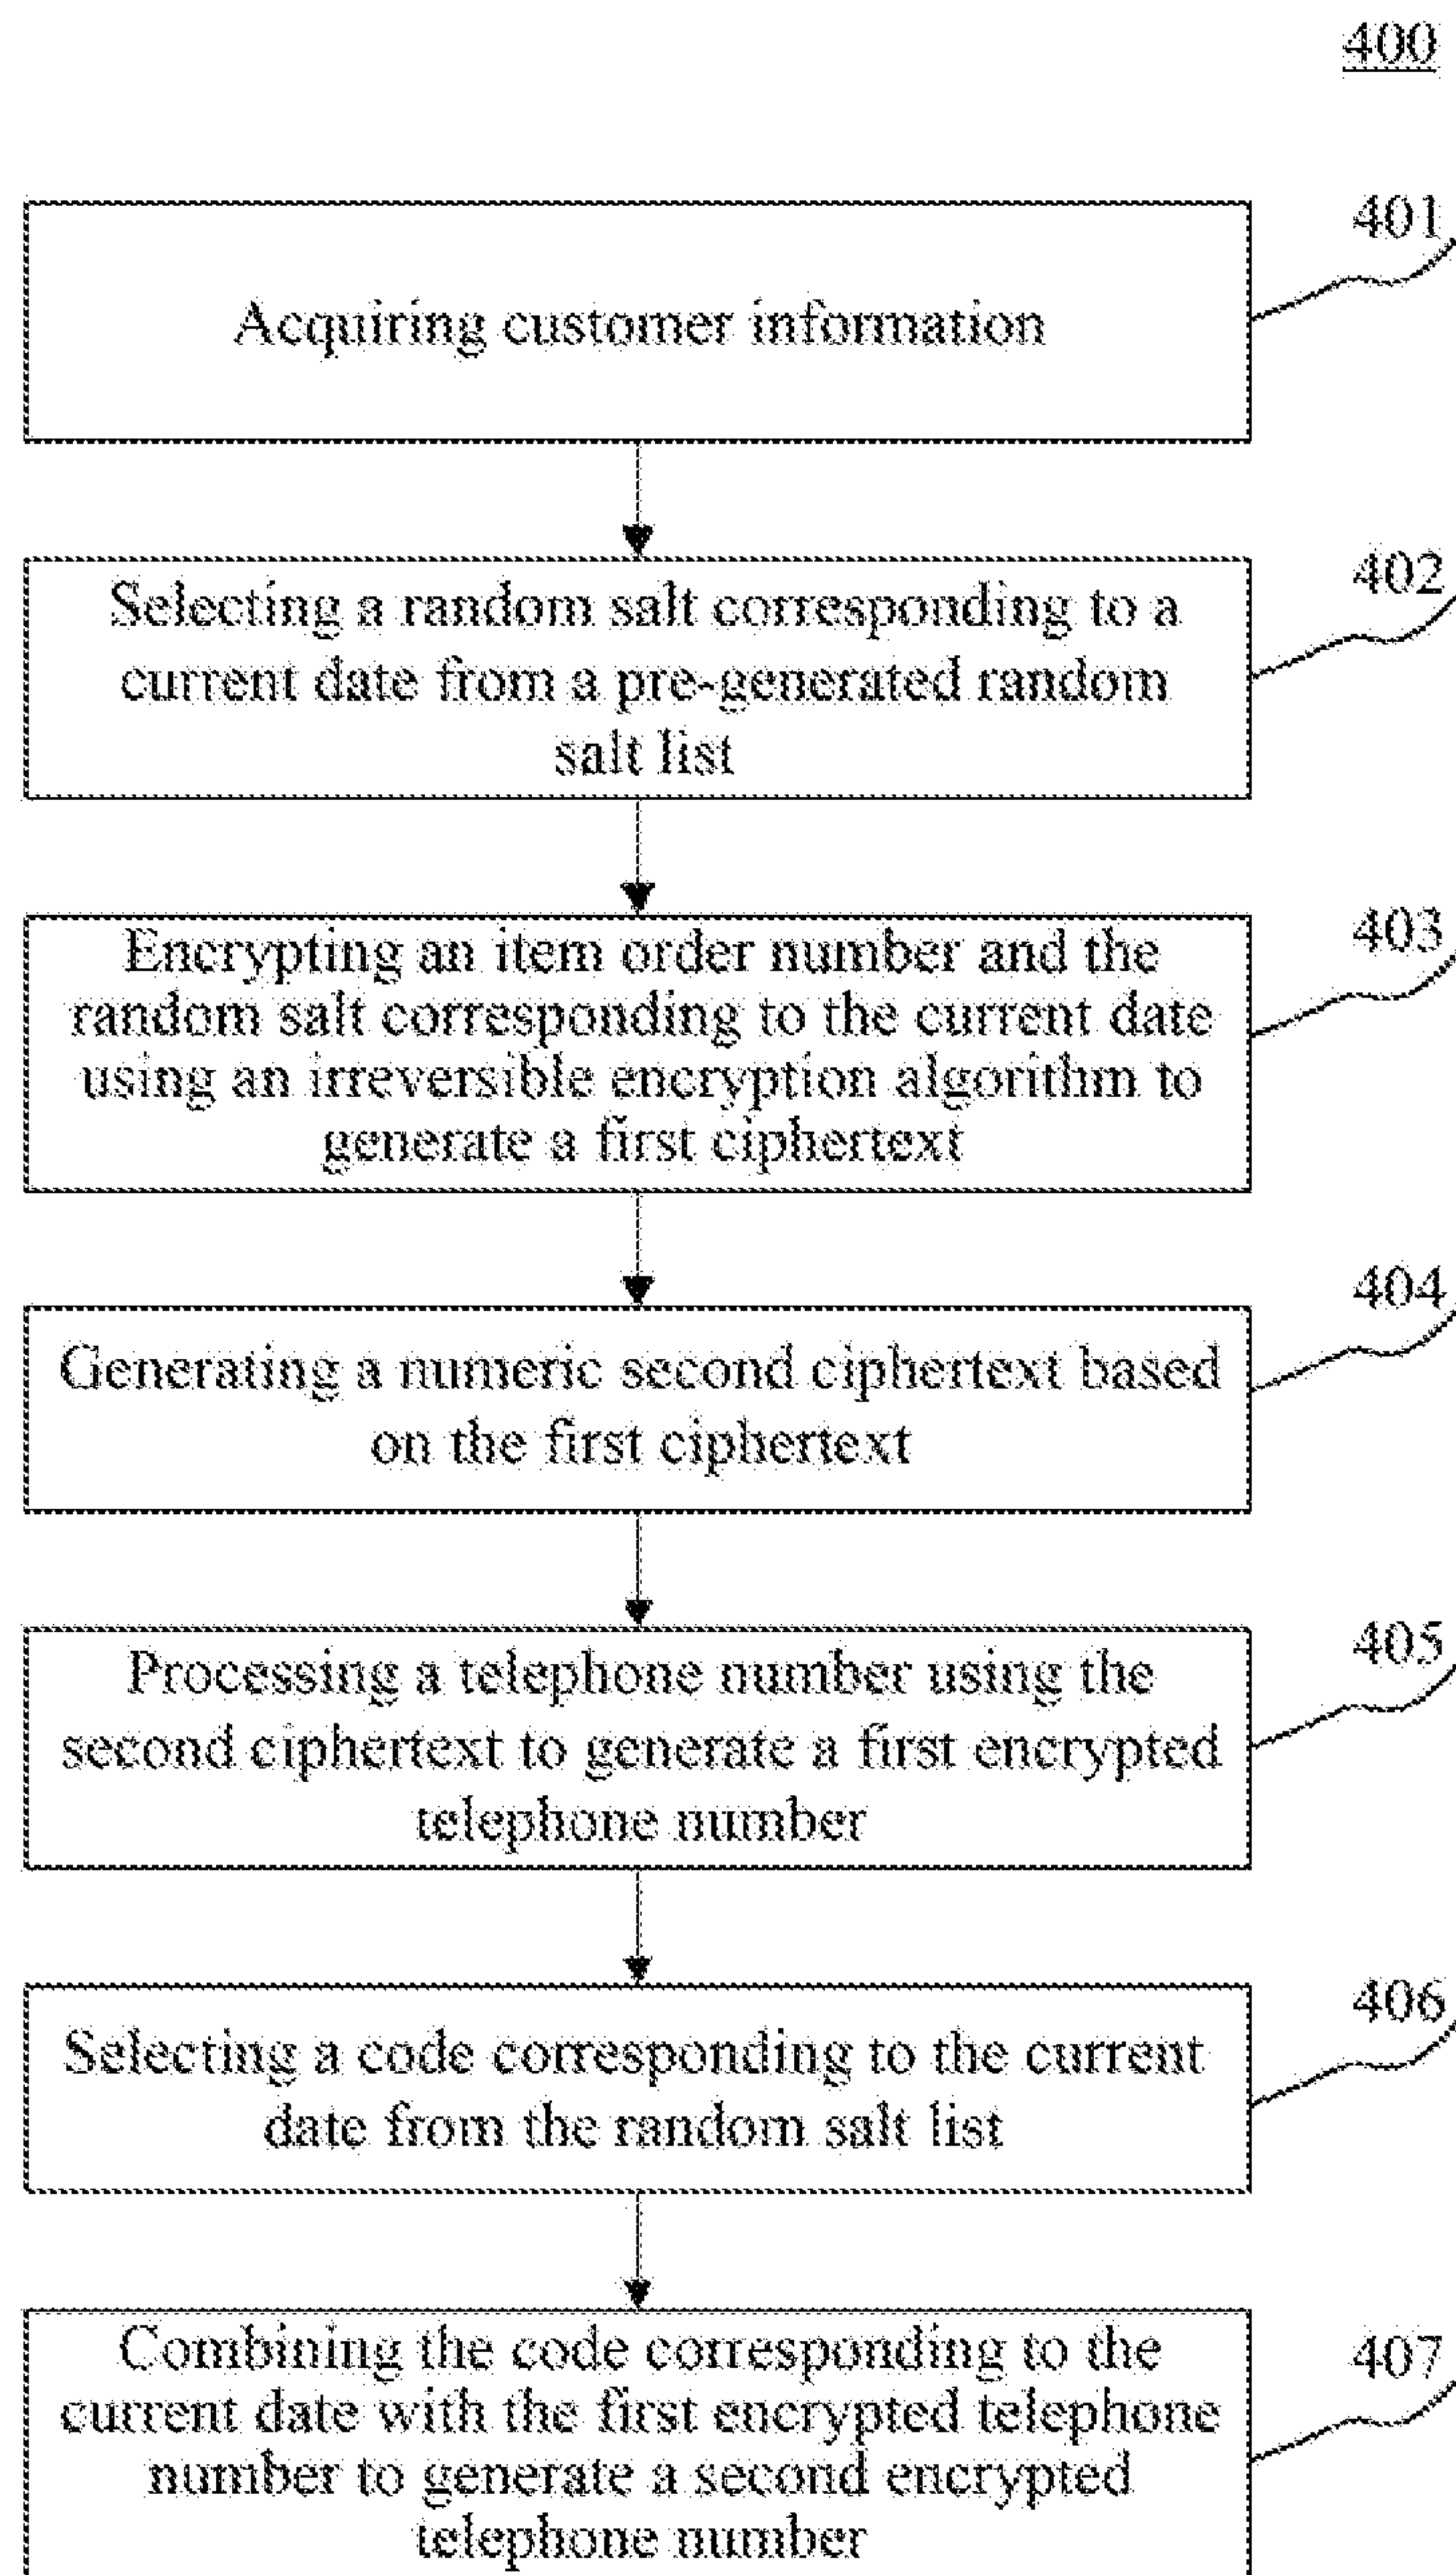 400
401
Acquiring customer information
402
Selecting a random salt corresponding to a
current date from a pre-generated random
salt list
403
Encrypting an item order number and the
random salt corresponding to the current date
using an irreversible encryption algorithm to
generate a first ciphertext
404
Generating a numeric second ciphertext based
on the first ciphertext
405
Processing a telephone number using the
second ciphertext to generate a first encrypted
telephone number
406
Selecting a code corresponding to the current
date from the random salt list
407
Combining the code corresponding to the
current date with the first encrypted telephone
number to generate a second encrypted
telephone number